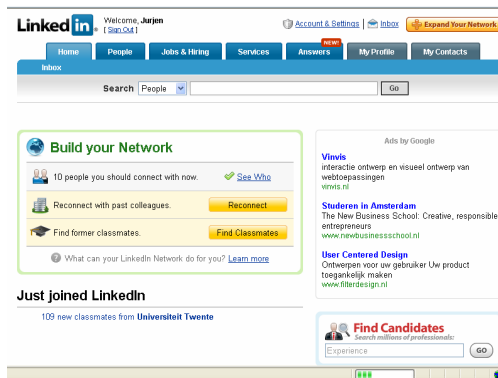 Linked in. Welcome, Jurjen
[ Sign Out ]
Account & Settings | Inbox
Expand Your Network
NEW!
Home People Jobs & Hiring Services Answers My Profile My Contacts
Inbox
Search People Go
Build your Network
10 people you should connect with now. See Who
Reconnect with past colleagues. Reconnect
Find former classmates. Find Classmates
? What can your LinkedIn Network do for you? Learn more
Just joined LinkedIn
109 new classmates from Universiteit Twente
Ads by Google
Vinvis
interactie ontwerp en visueel ontwerp van
webtoepassingen
vinvis.nl
Studeren in Amsterdam
The New Business School: Creative, responsible
entrepreneurs
www.newbusinessschool.nl
User Centered Design
Ontwerpen voor uw gebruiker Uw product
toegankelijk maken
www.filterdesign.nl
Find Candidates
Search millions of professionals:
Experience GO